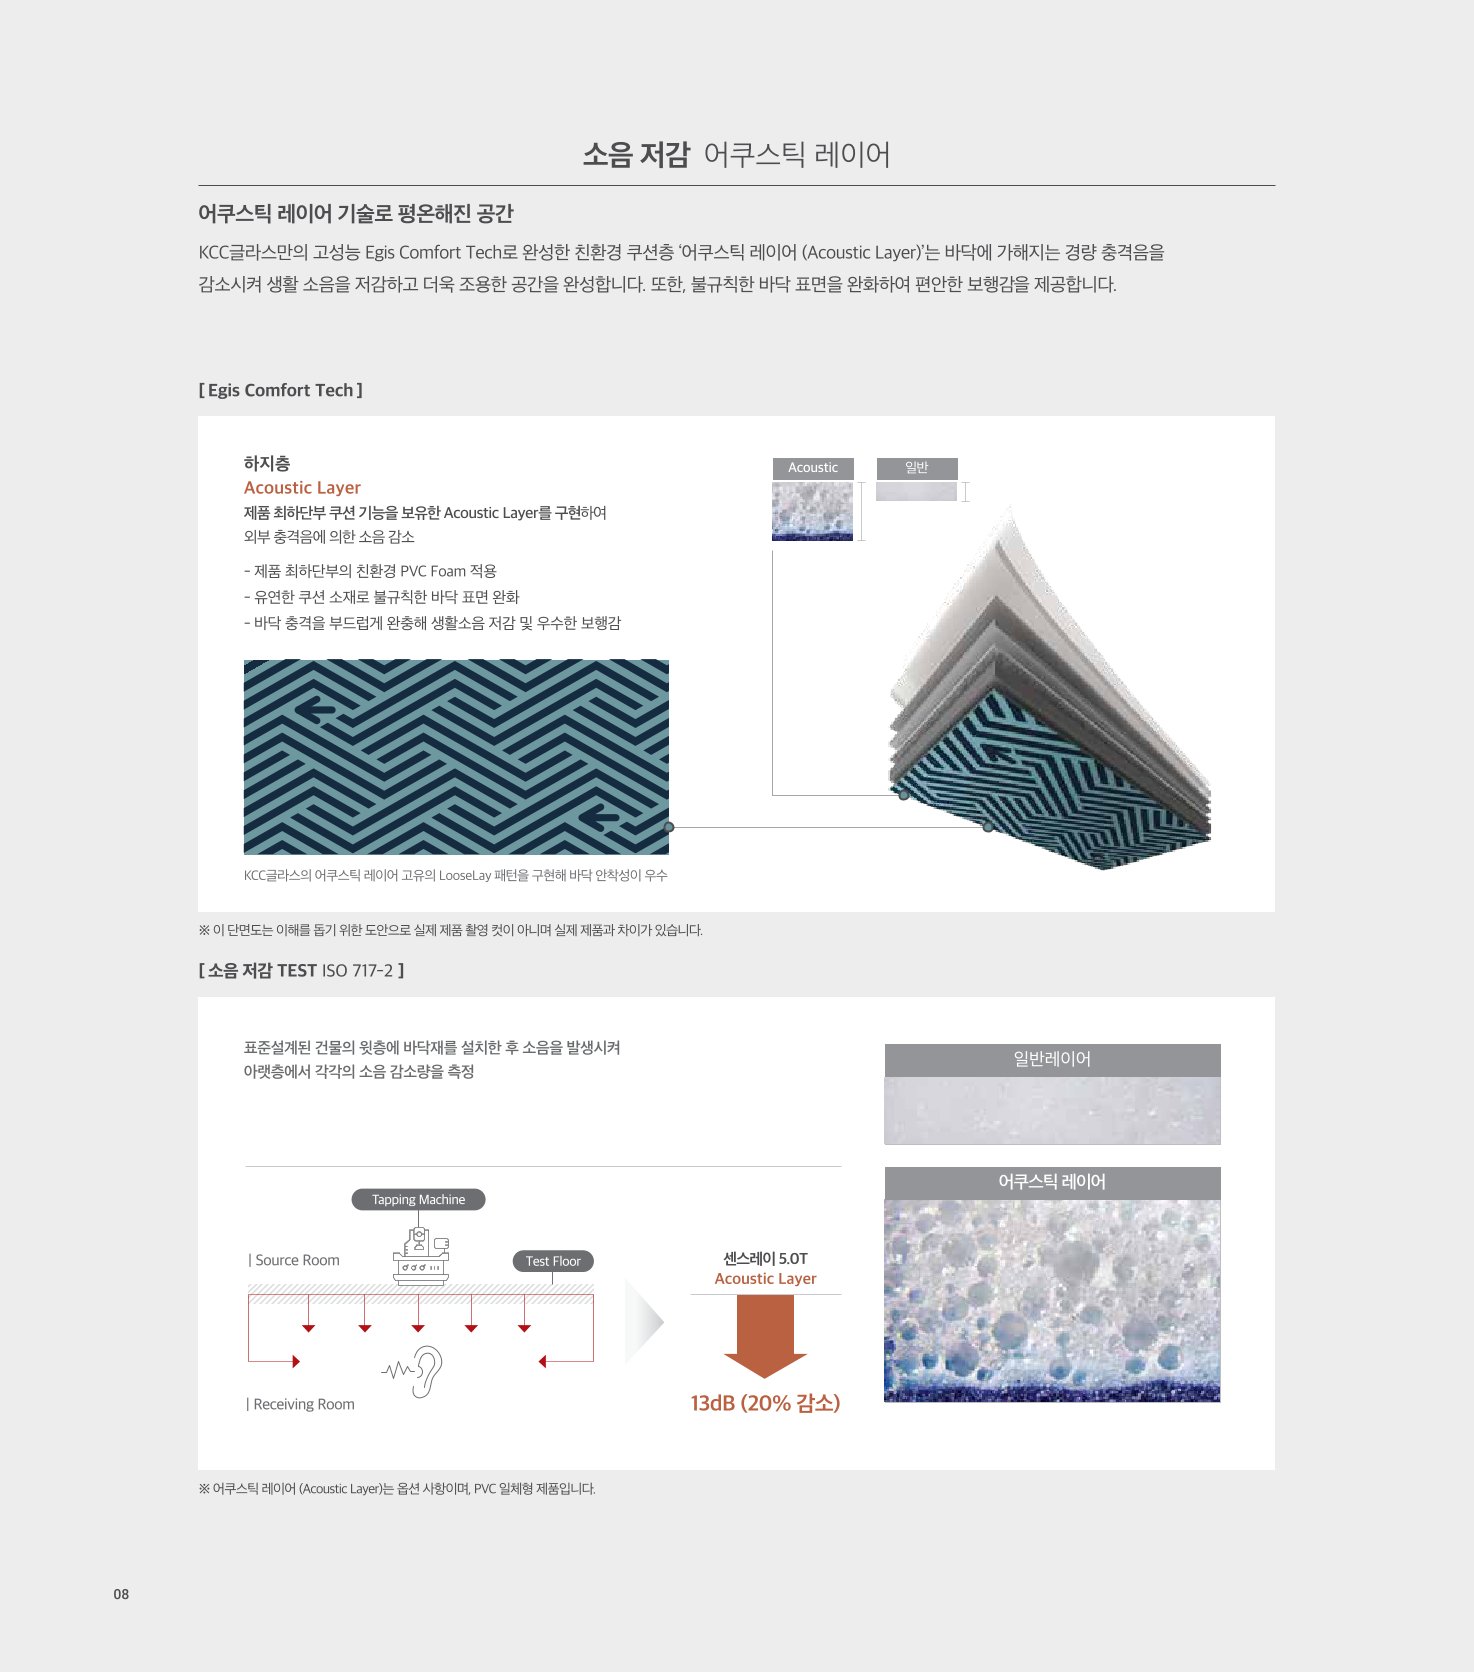 소음 저감 어쿠스틱 레이어
어쿠스틱 레이어 기술로 평온해진 공간
KCC글라스만의 고성능 Egis Comfort Tech로 완성한 친환경 쿠션층 ‘어쿠스틱 레이어 (Acoustic Layer)’는 바닥에 가해지는 경량 충격음을
감소시켜 생활 소음을 저감하고 더욱 조용한 공간을 완성합니다. 또한, 불규칙한 바닥 표면을 완화하여 편안한 보행감을 제공합니다.
[ Egis Comfort Tech ]
하지층
Acoustic Layer
제품 최하단부 쿠션 기능을 보유한 Acoustic Layer를 구현하여
외부 충격음에 의한 소음 감소
- 제품 최하단부의 친환경 PVC Foam 적용
- 유연한 쿠션 소재로 불규칙한 바닥 표면 완화
- 바닥 충격을 부드럽게 완충해 생활소음 저감 및 우수한 보행감
Acoustic
일반
KCC글라스의 어쿠스틱 레이어 고유의 LooseLay 패턴을 구현해 바닥 안착성이 우수
※ 이 단면도는 이해를 돕기 위한 도안으로 실제 제품 촬영 컷이 아니며 실제 제품과 차이가 있습니다.
[ 소음 저감 TEST ISO 717-2 ]
표준설계된 건물의 윗층에 바닥재를 설치한 후 소음을 발생시켜
아랫층에서 각각의 소음 감소량을 측정
Tapping Machine
| Source Room
Test Floor
| Receiving Room
센스레이 5.0T
Acoustic Layer
13dB (20% 감소)
일반레이어
어쿠스틱 레이어
※ 어쿠스틱 레이어 (Acoustic Layer)는 옵션 사항이며, PVC 일체형 제품입니다.
08